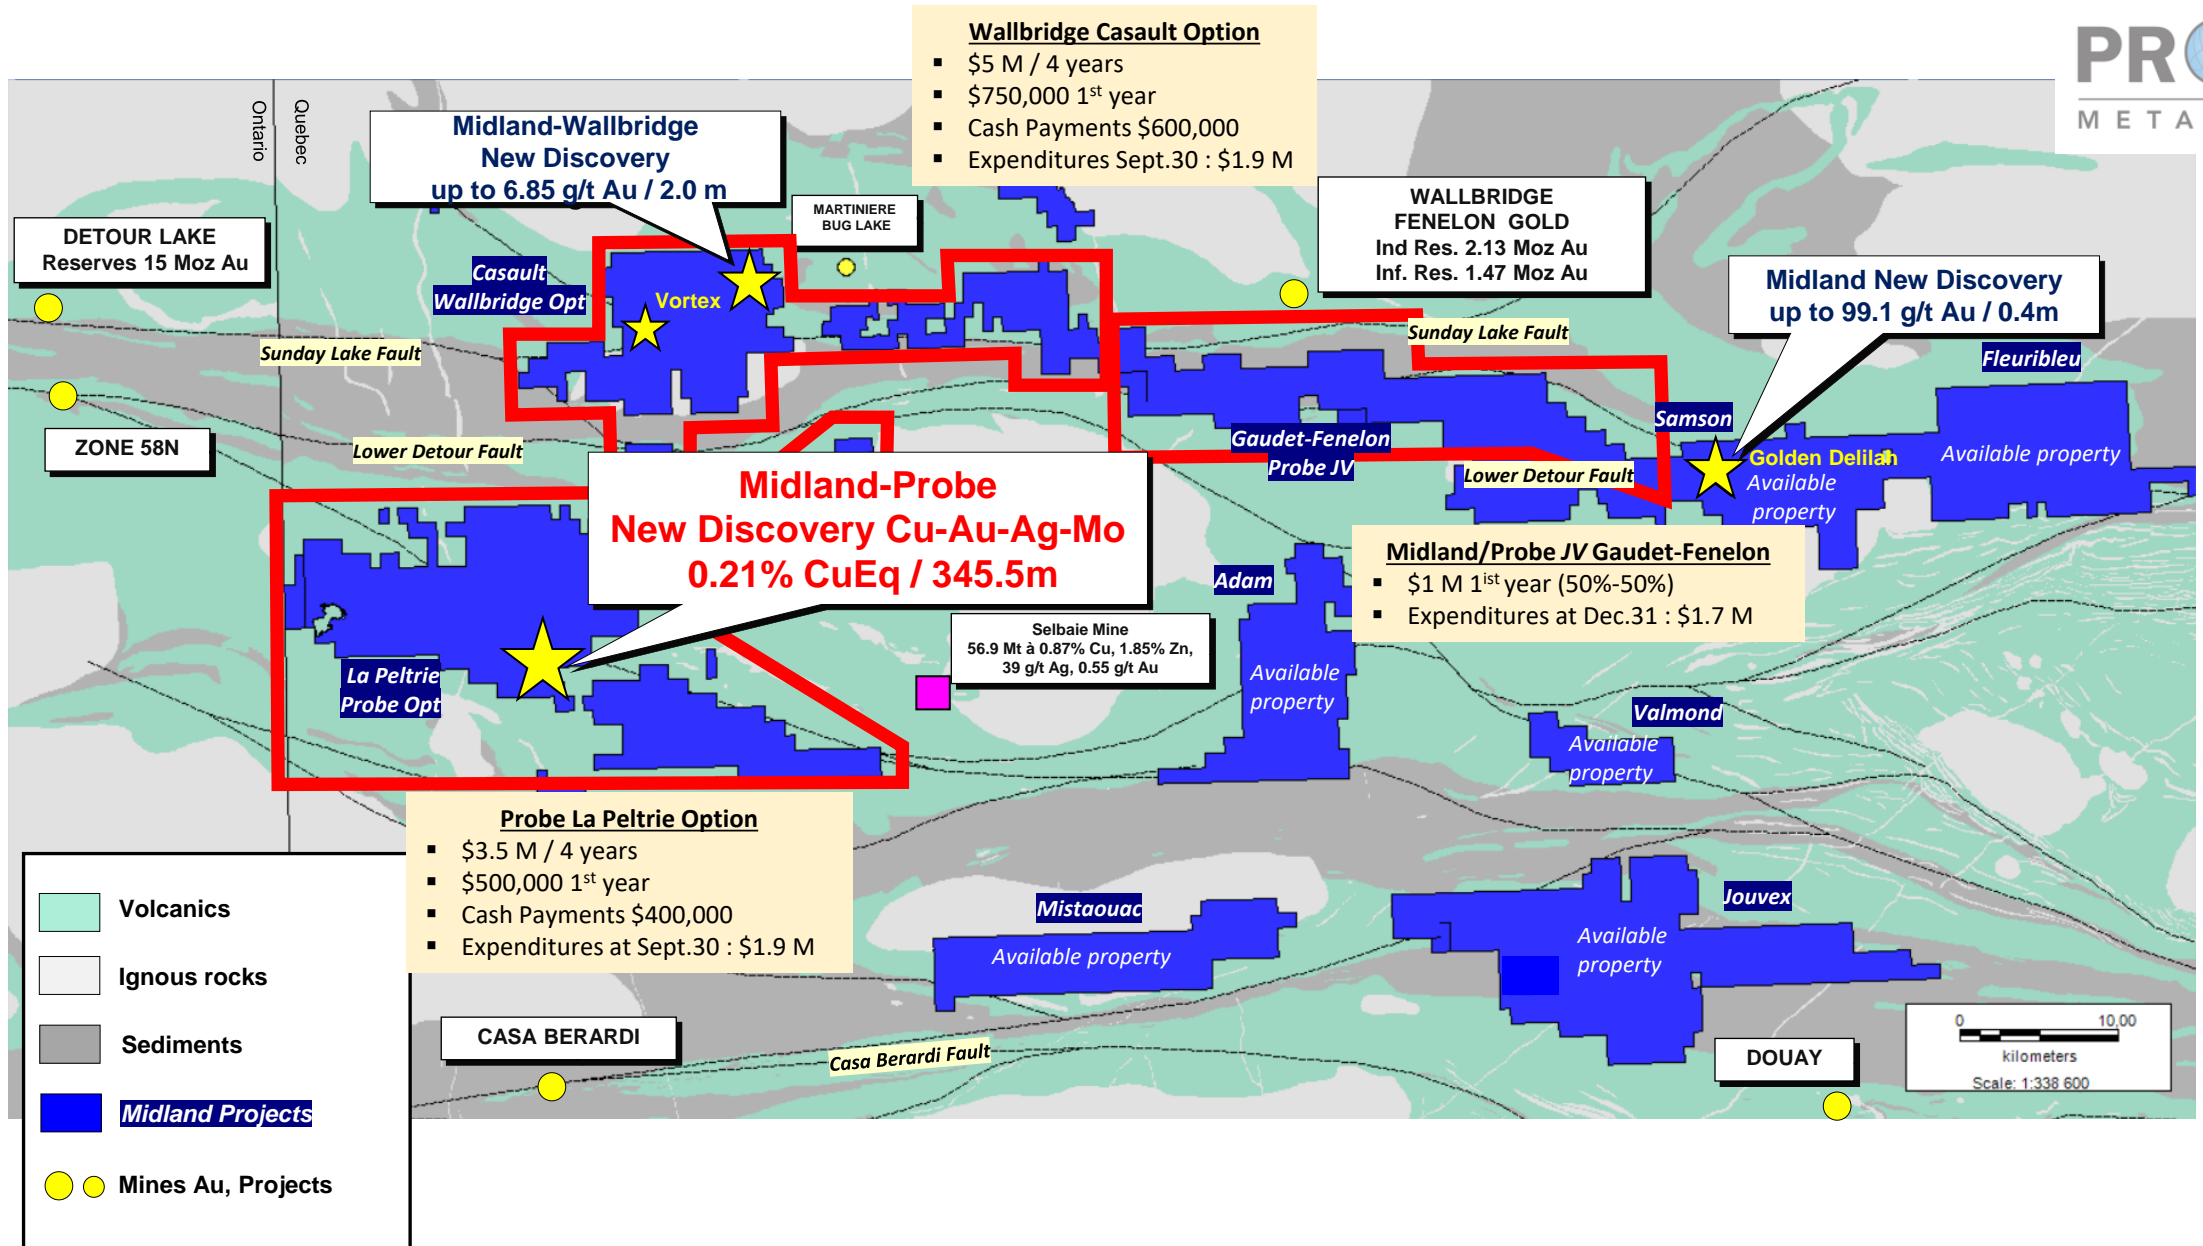 Wallbridge Casault Option
▪ $5 M / 4 years
▪ $750,000 1st year
▪ Cash Payments $600,000
▪ Expenditures Sept.30 : $1.9 M
META
Ontario
Quebec
Midland-Wallbridge
New Discovery
up to 6.85 g/t Au / 2.0 m
MARTINIERE
BUG LAKE
WALLBRIDGE
FENELON GOLD
Ind Res. 2.13 Moz Au
Inf. Res. 1.47 Moz Au
DETOUR LAKE
Reserves 15 Moz Au
Casault
Wallbridge Opt
Vortex
Midland New Discovery
up to 99.1 g/t Au / 0.4m
Sunday Lake Fault
Sunday Lake Fault
Fleuribleu
ZONE 58N
Lower Detour Fault
Samson
Gaudet-Fenelon
Probe JV
Golden Delilah
Available
property
Available property
Lower Detour Fault
Midland-Probe
New Discovery Cu-Au-Ag-Mo
0.21% CuEq / 345.5m
Midland/Probe JV Gaudet-Fenelon
▪ $1 M 1ist year (50%-50%)
▪ Expenditures at Dec.31 : $1.7 M
Adam
Available
property
Selbaie Mine
56.9 Mt à 0.87% Cu, 1.85% Zn,
39 g/t Ag, 0.55 g/t Au
La Peltrie
Probe Opt
Valmond
Available
property
Probe La Peltrie Option
▪ $3.5 M / 4 years
▪ $500,000 1st year
▪ Cash Payments $400,000
▪ Expenditures at Sept.30 : $1.9 M
Mistaouac
Available property
Jouvex
Available
property
Volcanics
Ignous rocks
Sediments
Midland Projects
Mines Au, Projects
CASA BERARDI
Casa Berardi Fault
DOUAY
0 10,00
kilometers
Scale: 1:338 600